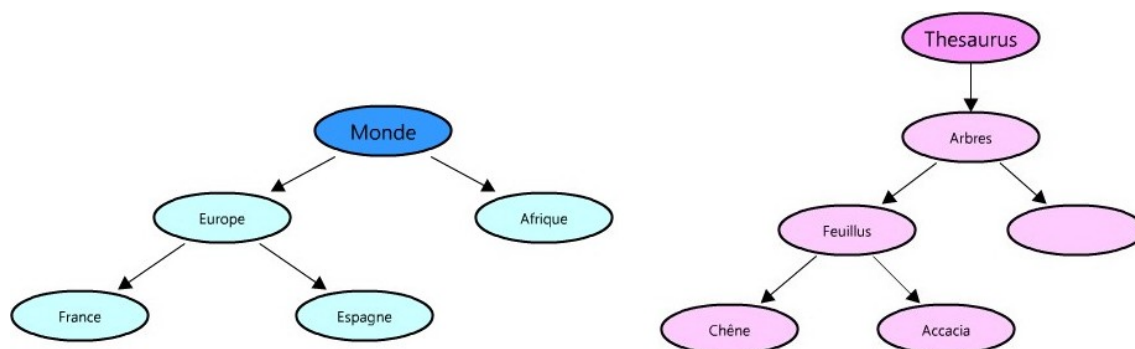 Monde
Europe
Afrique
France
Espagne
Thesaurus
Arbres
Feuillus
Chêne
Accacia